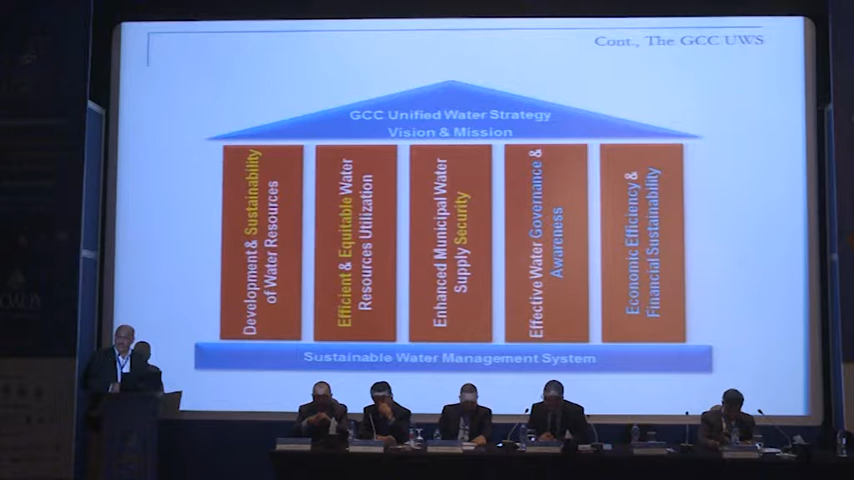 Cont., The GCC UWS
GCC Unified Water Strategy
Vision & Mission
Development & Sustainability
of Water Resources
Efficient & Equitable Water
Resources Utilization
Enhanced Municipal Water
Supply Security
Effective Water Governance &
Awareness
Economic Efficiency &
Financial Sustainability
Sustainable Water Management System